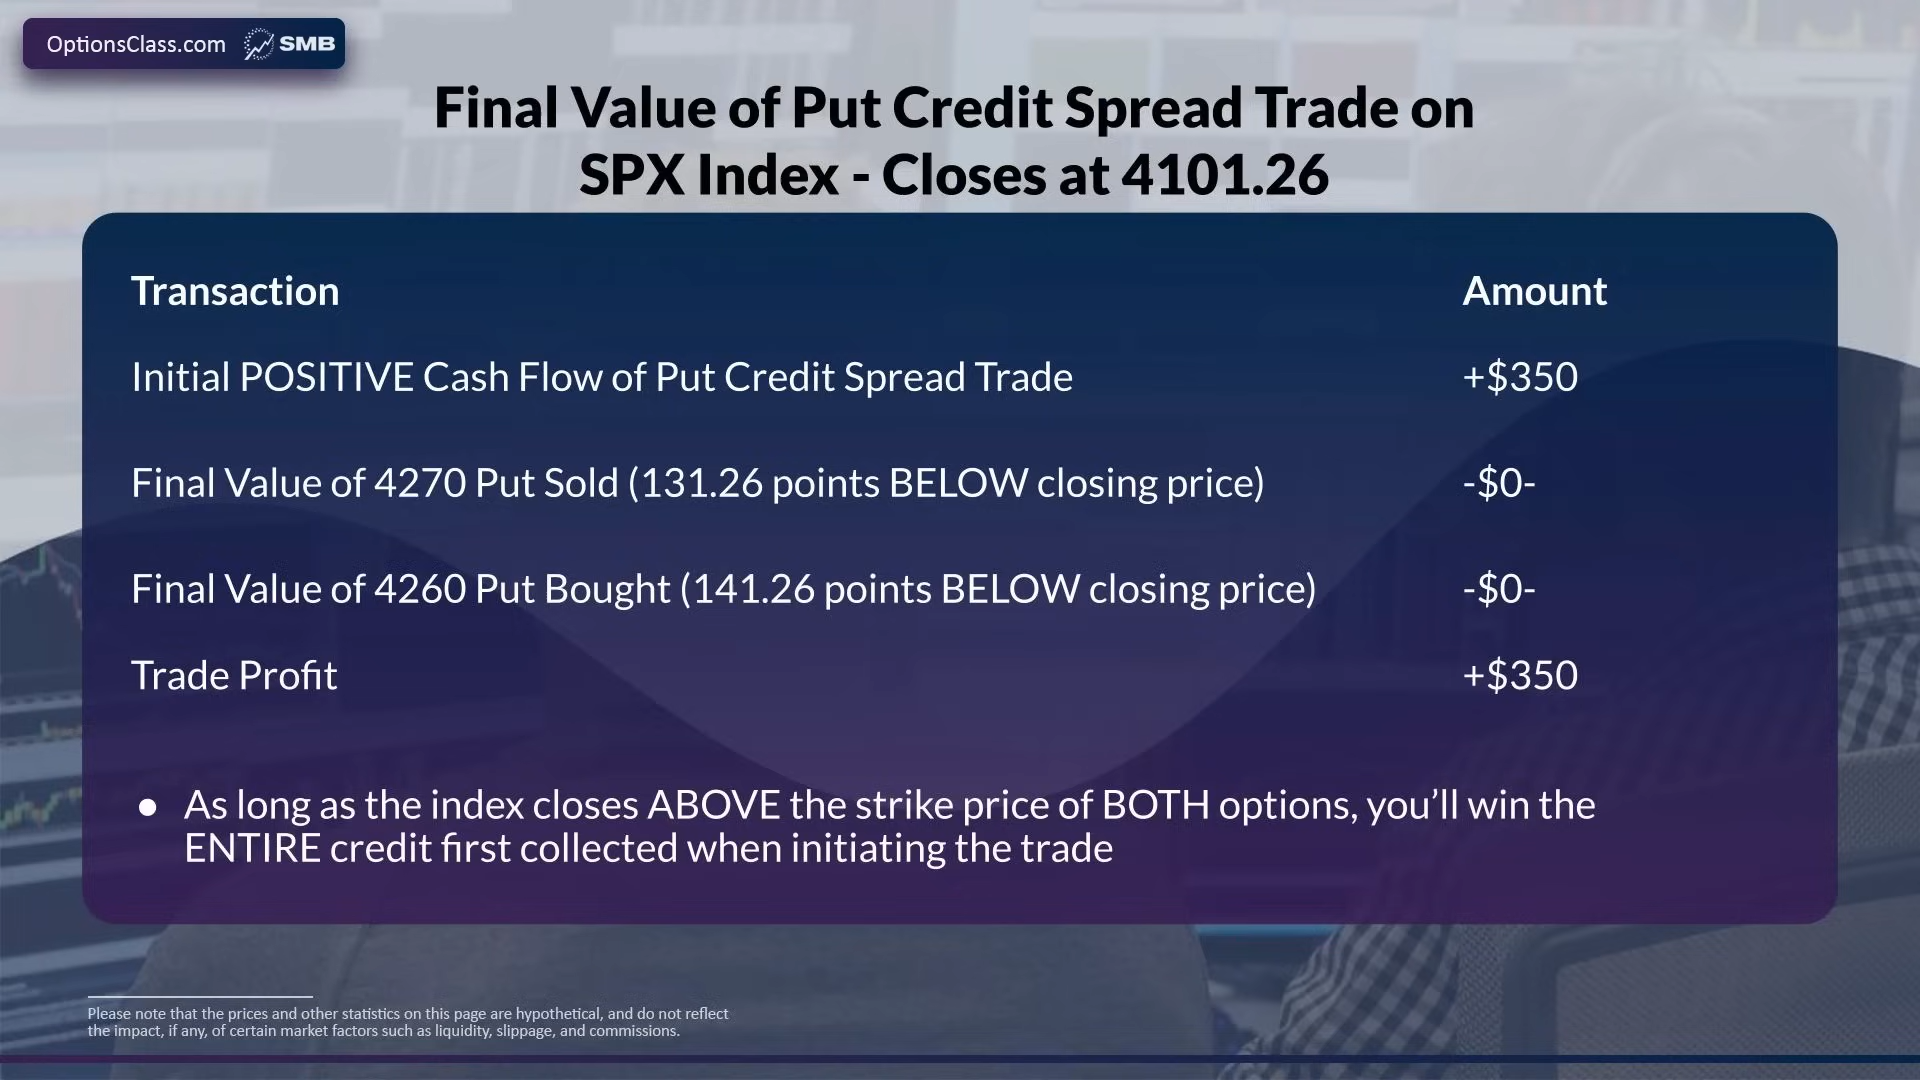 OptionsClass.com SMB
Final Value of Put Credit Spread Trade on
SPX Index - Closes at 4101.26
Transaction Amount
Initial POSITIVE Cash Flow of Put Credit Spread Trade +$350
Final Value of 4270 Put Sold (131.26 points BELOW closing price) -$0-
Final Value of 4260 Put Bought (141.26 points BELOW closing price) -$0-
Trade Profit +$350
● As long as the index closes ABOVE the strike price of BOTH options, you’ll win the
ENTIRE credit first collected when initiating the trade
Please note that the prices and other statistics on this page are hypothetical, and do not reflect
the impact, if any, of certain market factors such as liquidity, slippage, and commissions.